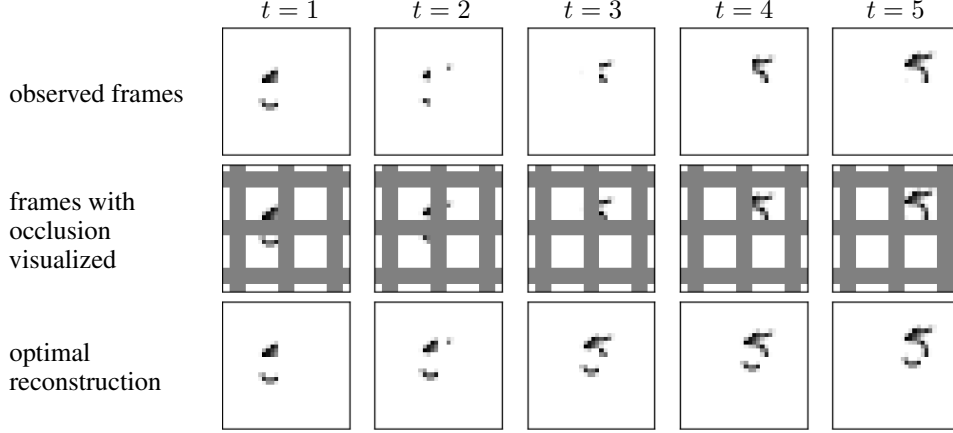 t = 1 t = 2 t = 3 t = 4 t = 5
observed frames
frames with
occlusion
visualized
optimal
reconstruction